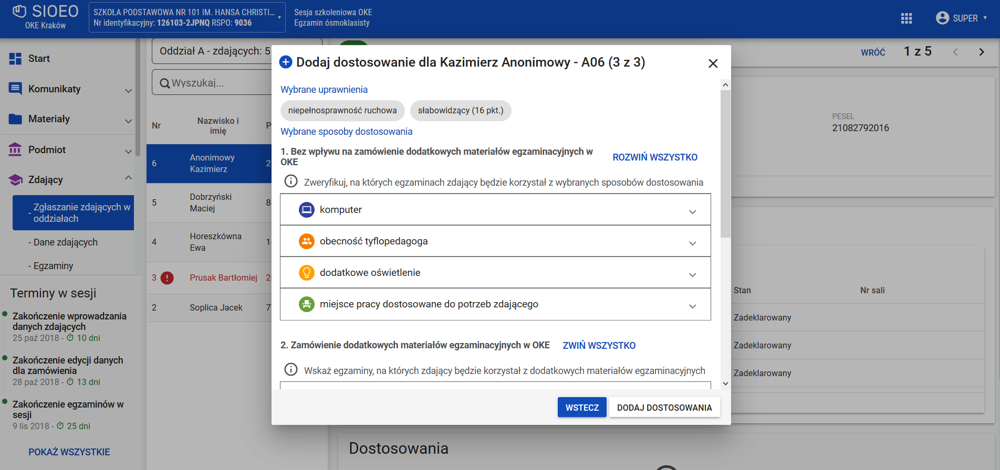 SIOEO
OKE Kraków
SZKOŁA PODSTAWOWA NR 101 IM. HANSA CHRISTI...
Nr identyfikacyjny: 126103-2JPNQ RSPO: 9036
Sesja szkoleniowa OKE
Egzamin ósmoklasisty
SUPER
Start
Komunikaty
Materiały
Podmiot
Zdający
- Zgłaszanie zdających w
oddziałach
- Dane zdających
- Egzaminy
Terminy w sesji
Zakończenie wprowadzania
danych zdających
25 paź 2018 - 10 dni
Zakończenie edycji danych
dla zamówienia
28 paź 2018 - 13 dni
Zakończenie egzaminów w
sesji
9 lis 2018 - 25 dni
POKAŻ WSZYSTKIE
Oddział A - zdających: 5
Wyszukaj...
Nr
Nazwisko i
imię
P
6
Anonimowy
Kazimierz
2
5
Dobrzyński
Maciej
8
4
Horeszkówna
Ewa
1
3
Prusak Bartłomiej
2
2
Soplica Jacek
7
WRÓĆ
1 z 5
PESEL
21082792016
Stan
Nr sali
Zadeklarowany
Zadeklarowany
Zadeklarowany
Dostosowania
Dodaj dostosowanie dla Kazimierz Anonimowy - A06 (3 z 3)
Wybrane uprawnienia
niepełnosprawność ruchowa
słabowidzący (16 pkt.)
Wybrane sposoby dostosowania
1. Bez wpływu na zamówienie dodatkowych materiałów egzaminacyjnych w
OKE
ROZWIŃ WSZYSTKO
Zweryfikuj, na których egzaminach zdający będzie korzystał z wybranych sposobów dostosowania
komputer
obecność tyflopedagoga
dodatkowe oświetlenie
miejsce pracy dostosowane do potrzeb zdającego
2. Zamówienie dodatkowych materiałów egzaminacyjnych w OKE
ZWIŃ WSZYSTKO
Wskaż egzaminy, na których zdający będzie korzystał z dodatkowych materiałów egzaminacyjnych
WSTECZ
DODAJ DOSTOSOWANIA